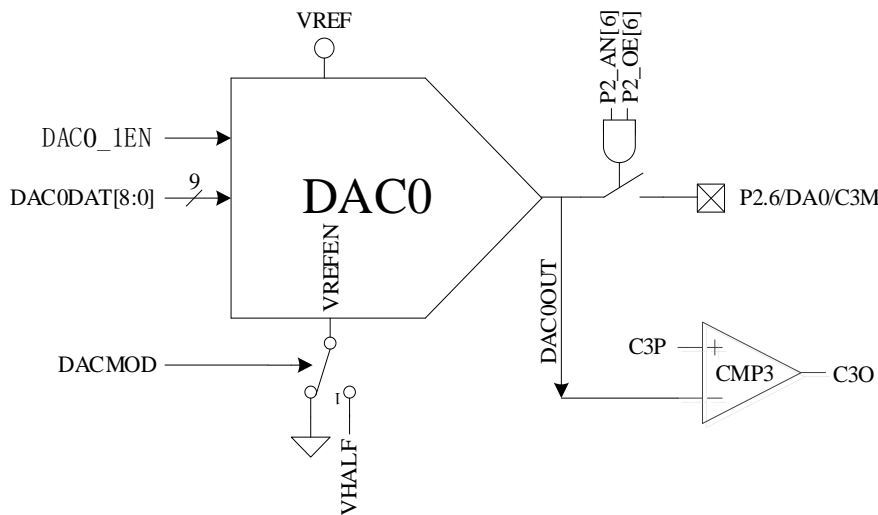 VREF
P2_AN[6]
P2_OE[6]
DAC0_1EN
9
DAC0DAT[8:0]
DAC0
P2.6/DA0/C3M
VREFEN
DAC0OUT
C3P
+
CMP3
C3O
−
DACMOD
1
VHALF